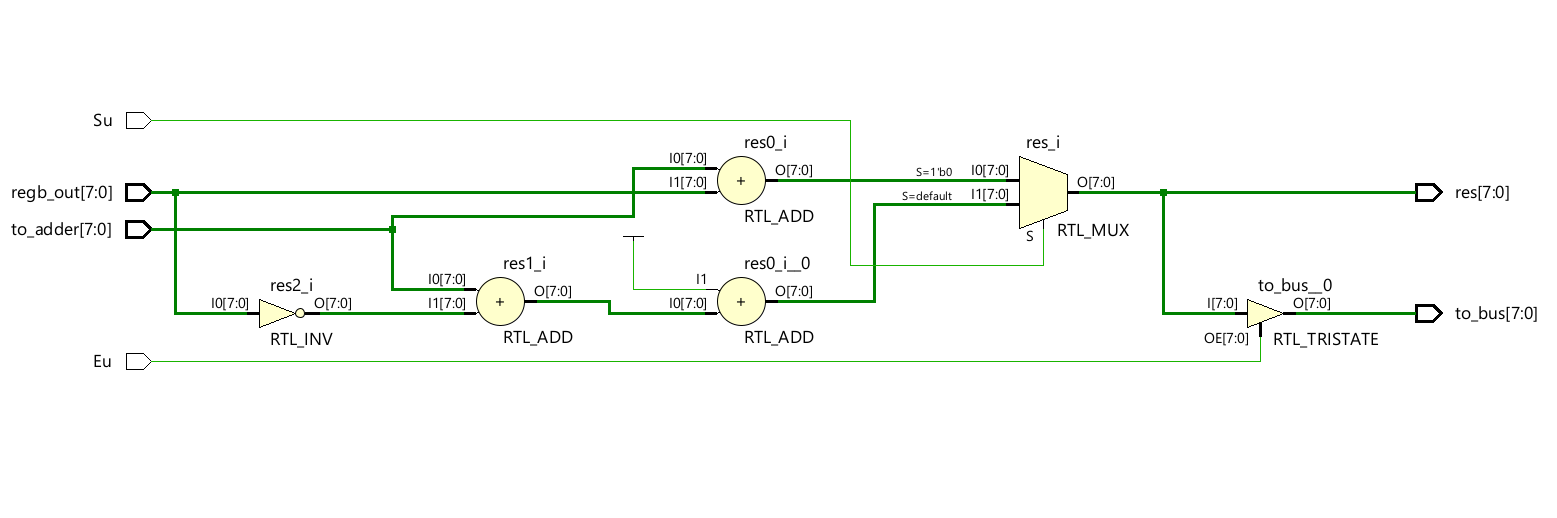 Su
res0_i
res_i
I0[7:0]
O[7:0]
S=1'b0
I0[7:0]
O[7:0]
regb_out[7:0]
I1[7:0]
S=default
I1[7:0]
res[7:0]
RTL_ADD
to_adder[7:0]
S
RTL_MUX
res1_i
res0_i__0
res2_i
I0[7:0]
O[7:0]
I1
O[7:0]
to_bus__0
I0[7:0]
O[7:0]
I1[7:0]
I0[7:0]
I[7:0]
O[7:0]
to_bus[7:0]
RTL_INV
RTL_ADD
RTL_ADD
OE[7:0]
RTL_TRISTATE
Eu